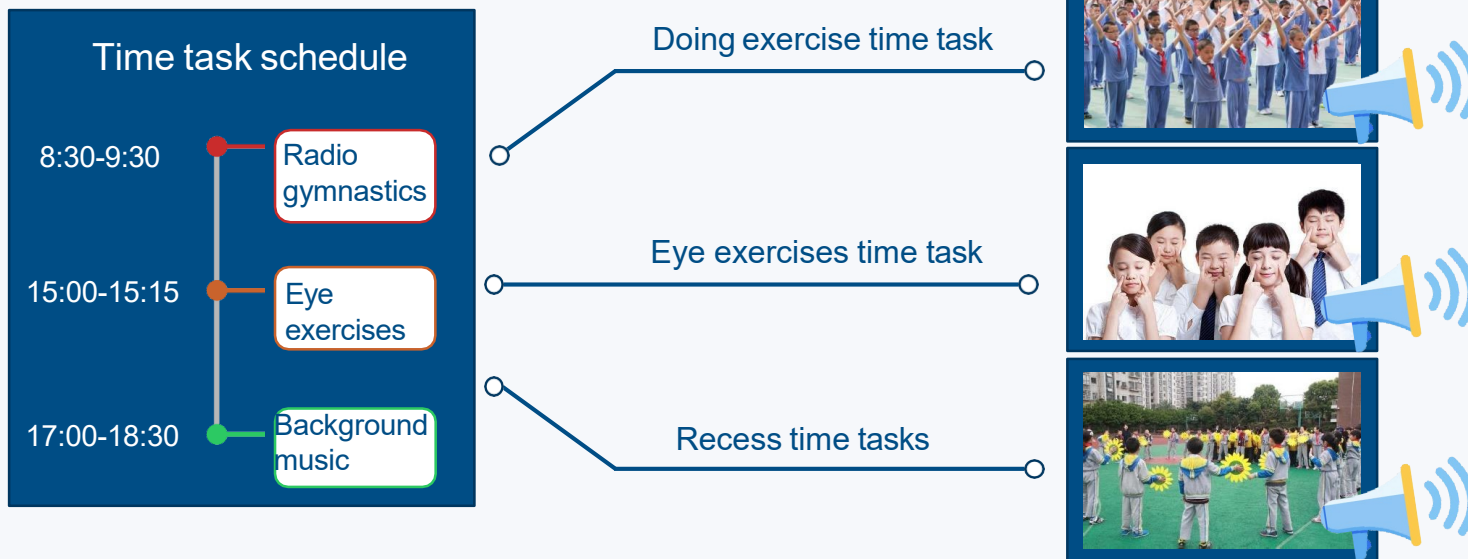 Time task schedule
8:30-9:30
Radio
gymnastics
15:00-15:15
Eye
exercises
17:00-18:30
Background
music
Doing exercise time task
Eye exercises time task
Recess time tasks